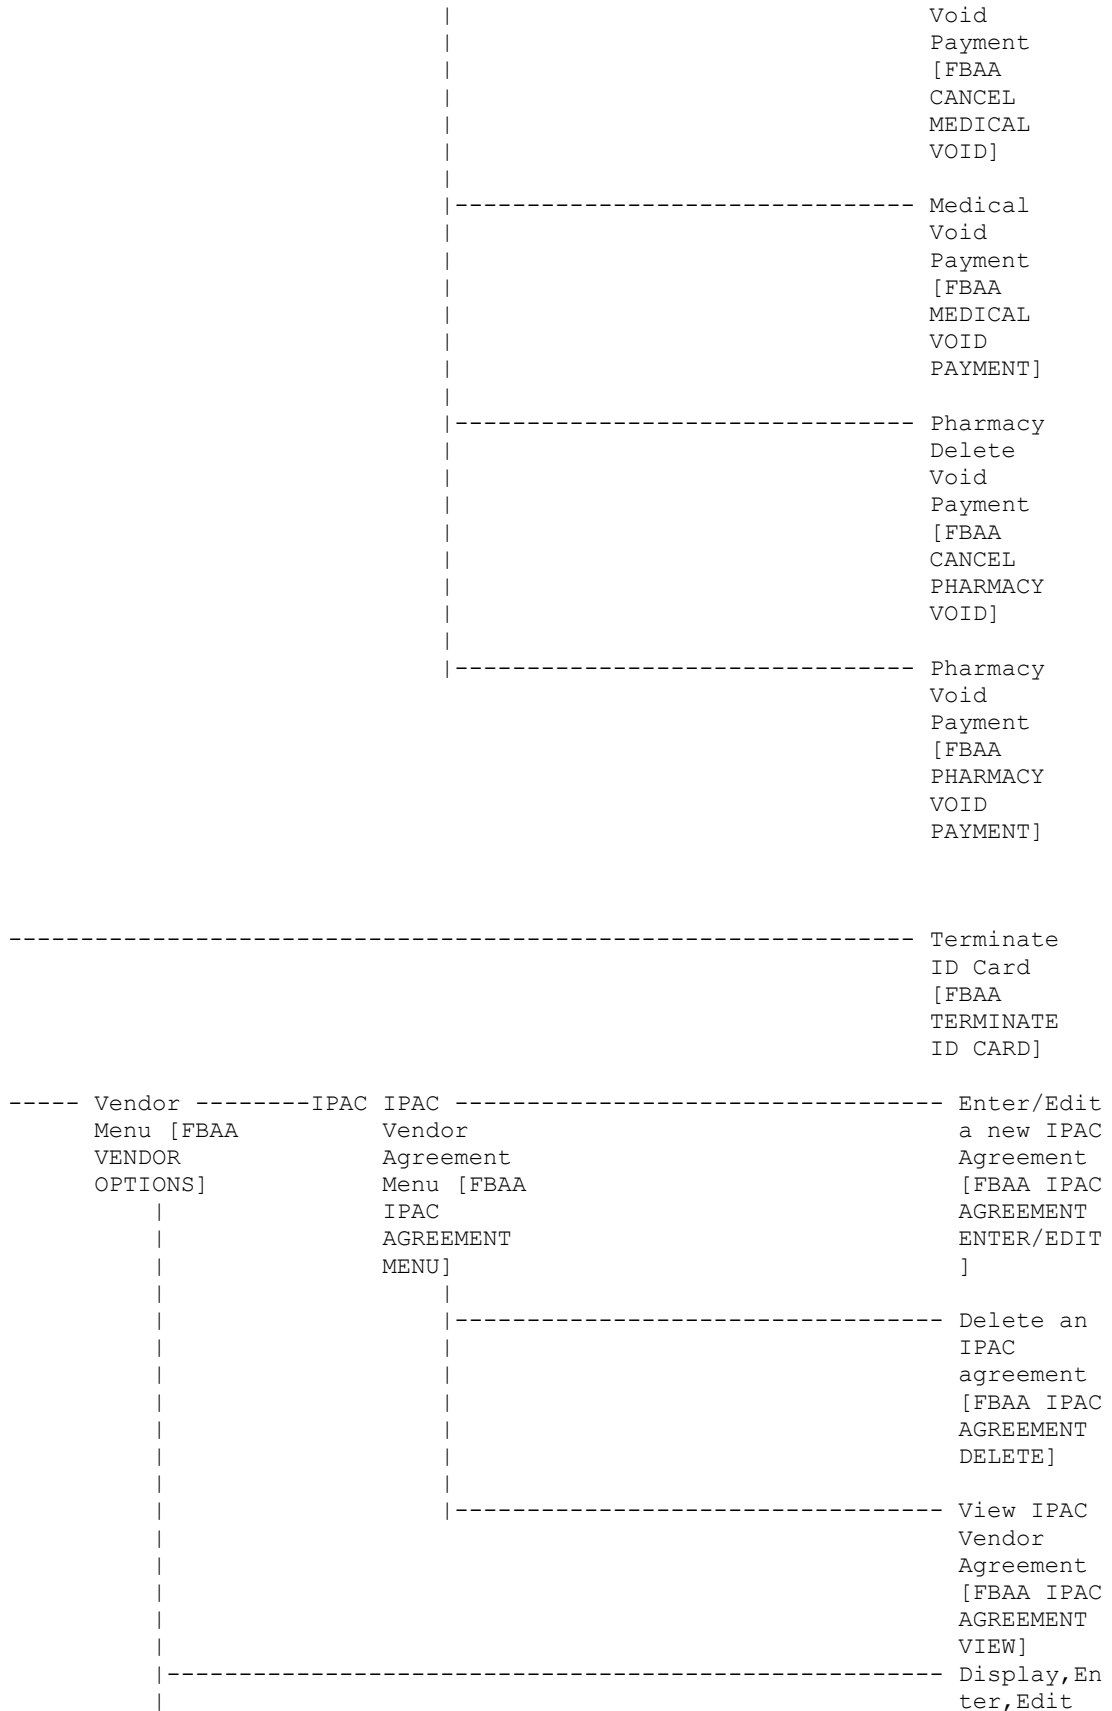 |                                 Void
|                                 Payment
|                                 [FBAA
|                                 CANCEL
|                                 MEDICAL
|                                 VOID]
|
|-------------------------------- Medical
|                                 Void
|                                 Payment
|                                 [FBAA
|                                 MEDICAL
|                                 VOID
|                                 PAYMENT]
|
|-------------------------------- Pharmacy
|                                 Delete
|                                 Void
|                                 Payment
|                                 [FBAA
|                                 CANCEL
|                                 PHARMACY
|                                 VOID]
|
|-------------------------------- Pharmacy
Void
Payment
[FBAA
PHARMACY
VOID
PAYMENT]
--------------------------------------------------------------- Terminate
ID Card
[FBAA
TERMINATE
ID CARD]
----- Vendor --------IPAC IPAC ---------------------------------- Enter/Edit
Menu [FBAA          Vendor                                  a new IPAC
VENDOR              Agreement                               Agreement
OPTIONS]            Menu [FBAA                              [FBAA IPAC
|               IPAC                                    AGREEMENT
|               AGREEMENT                               ENTER/EDIT
|               MENU]                                   ]
|                   |
|                   |---------------------------------- Delete an
|                   |                                   IPAC
|                   |                                   agreement
|                   |                                   [FBAA IPAC
|                   |                                   AGREEMENT
|                   |                                   DELETE]
|                   |
|                   |---------------------------------- View IPAC
|                                                       Vendor
|                                                       Agreement
|                                                       [FBAA IPAC
|                                                       AGREEMENT
|                                                       VIEW]
|------------------------------------------------------ Display,En
|                                                       ter,Edit